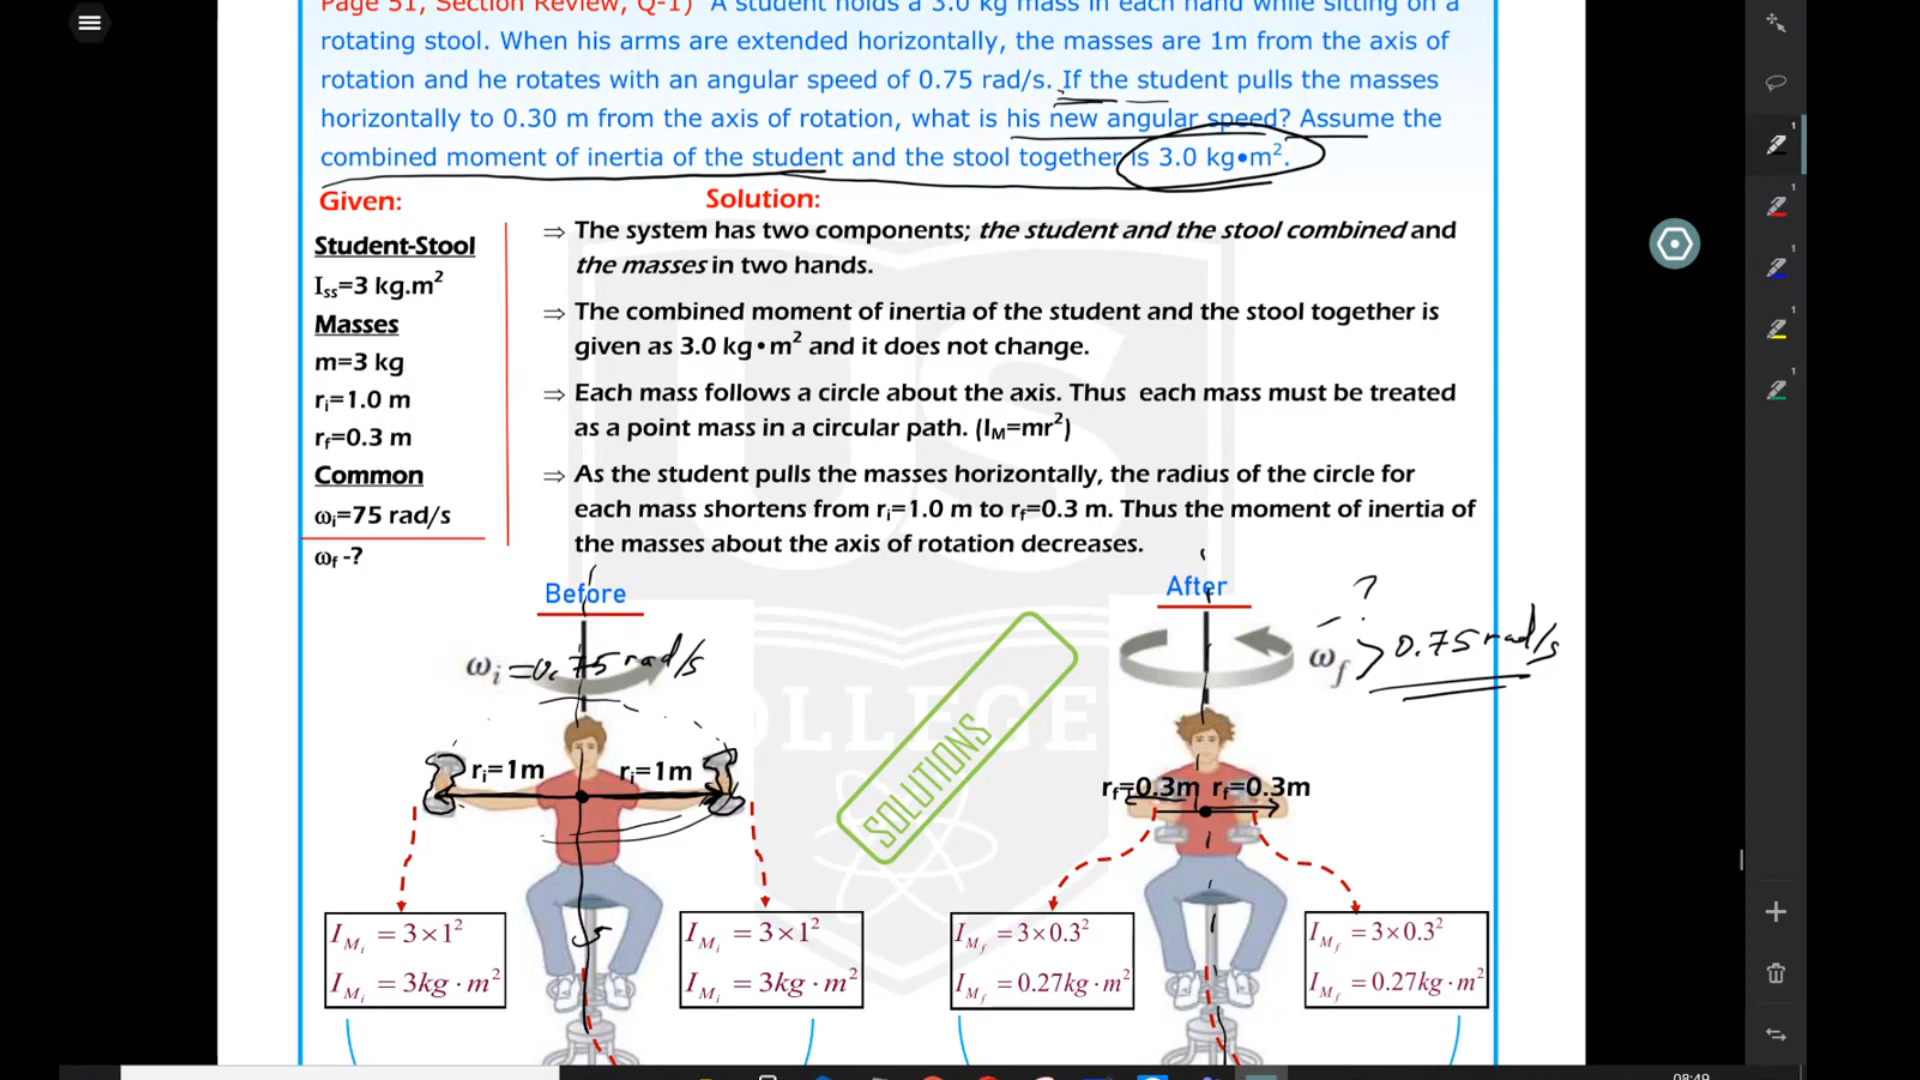 Page 51, Section Review, Q-1) A student holds a 3.0 kg mass in each hand while sitting on a
rotating stool. When his arms are extended horizontally, the masses are 1m from the axis of
rotation and he rotates with an angular speed of 0.75 rad/s. If the student pulls the masses
horizontally to 0.30 m from the axis of rotation, what is his new angular speed? Assume the
combined moment of inertia of the student and the stool together is 3.0 kg•m².
Given:
Solution:
Student-Stool
Iss=3 kg.m²
Masses
m=3 kg
ri=1.0 m
rf=0.3 m
Common
ωi=75 rad/s
ωf -?
⇒ The system has two components; the student and the stool combined and
the masses in two hands.
⇒ The combined moment of inertia of the student and the stool together is
given as 3.0 kg•m² and it does not change.
⇒ Each mass follows a circle about the axis. Thus each mass must be treated
as a point mass in a circular path. (IM=mr²)
⇒ As the student pulls the masses horizontally, the radius of the circle for
each mass shortens from ri=1.0 m to rf=0.3 m. Thus the moment of inertia of
the masses about the axis of rotation decreases.
Before
After
?
ωi =0.75 rad/s
ωf > 0.75 rad/s
US
COLLEGE
SOLUTIONS
ri=1m ri=1m
rf=0.3m rf=0.3m
I Mi = 3×1²
I Mi = 3kg·m²
I Mi = 3×1²
I Mi = 3kg·m²
I Mf = 3×0.3²
I Mf = 0.27kg·m²
I Mf = 3×0.3²
I Mf = 0.27kg·m²
08:49